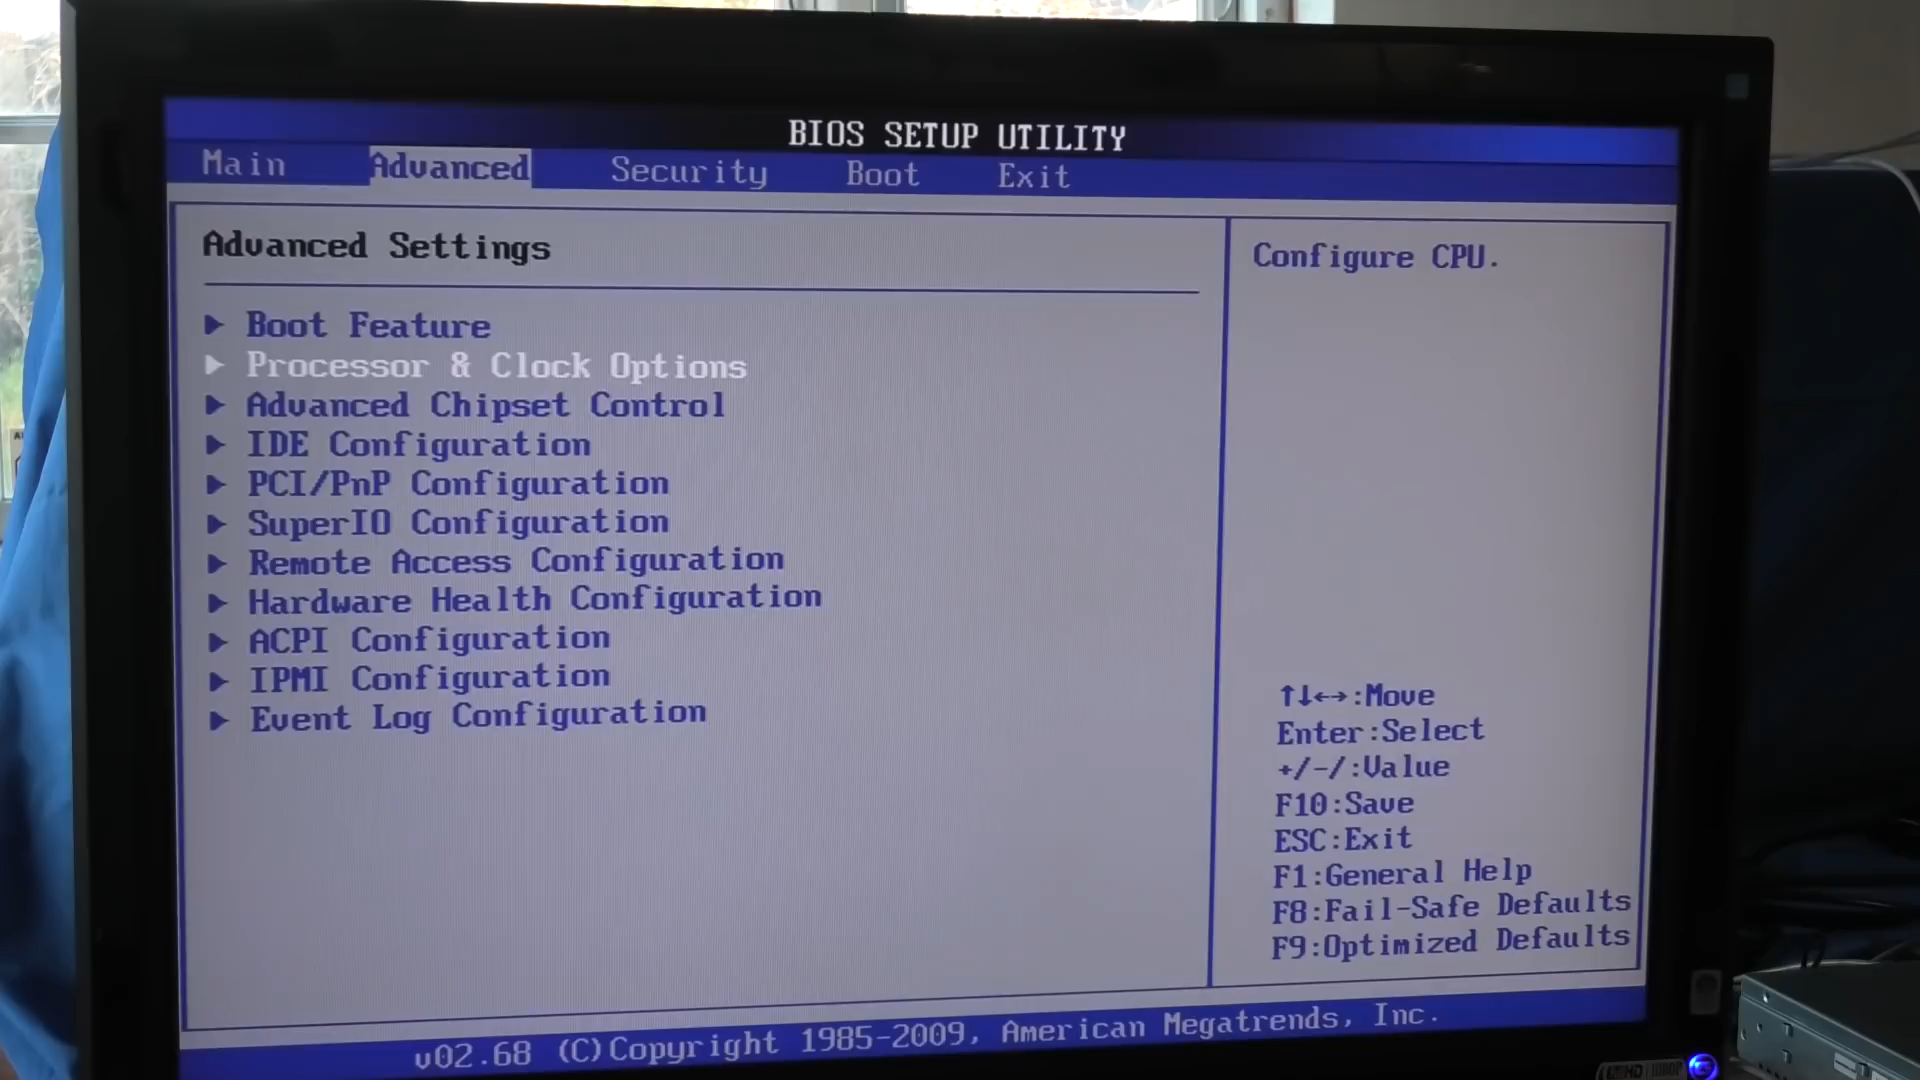 BIOS SETUP UTILITY
Main Advanced Security Boot Exit
Advanced Settings
Configure CPU.
Boot Feature
Processor & Clock Options
Advanced Chipset Control
IDE Configuration
PCI/PnP Configuration
SuperIO Configuration
Remote Access Configuration
Hardware Health Configuration
ACPI Configuration
IPMI Configuration
Event Log Configuration
↑↓←→:Move
Enter:Select
+/-/:Value
F10:Save
ESC:Exit
F1:General Help
F8:Fail-Safe Defaults
F9:Optimized Defaults
v02.68 (C)Copyright 1985-2009, American Megatrends, Inc.